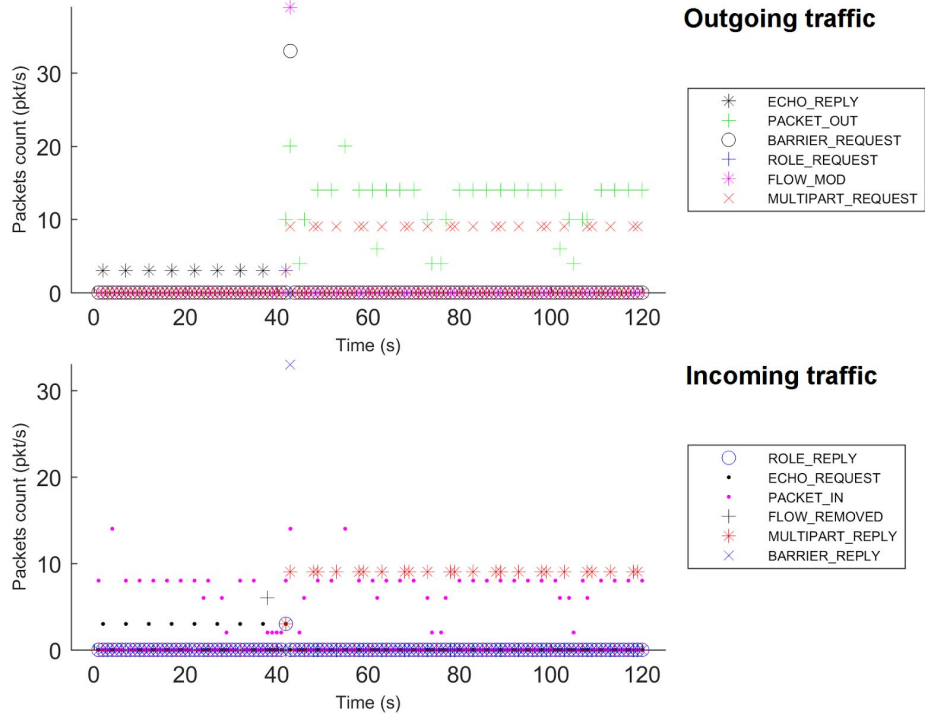 Outgoing traffic
Packets count (pkt/s)
30
20
10
0
0 20 40 60 80 100 120
Time (s)
ECHO_REPLY
PACKET_OUT
BARRIER_REQUEST
ROLE_REQUEST
FLOW_MOD
MULTIPART_REQUEST
Incoming traffic
Packets count (pkt/s)
30
20
10
0
0 20 40 60 80 100 120
Time (s)
ROLE_REPLY
ECHO_REQUEST
PACKET_IN
FLOW_REMOVED
MULTIPART_REPLY
BARRIER_REPLY